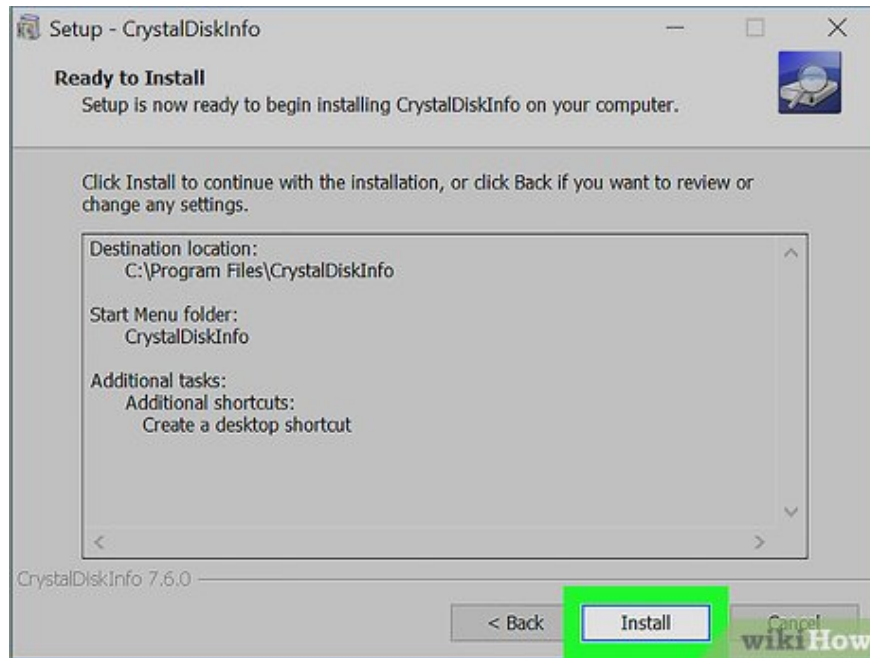 Setup - CrystalDiskInfo
Ready to Install
Setup is now ready to begin installing CrystalDiskInfo on your computer.
Click Install to continue with the installation, or click Back if you want to review or
change any settings.
Destination location:
C:\Program Files\CrystalDiskInfo
Start Menu folder:
CrystalDiskInfo
Additional tasks:
Additional shortcuts:
Create a desktop shortcut
CrystalDiskInfo 7.6.0
< Back
Install
Cancel
wikiHow